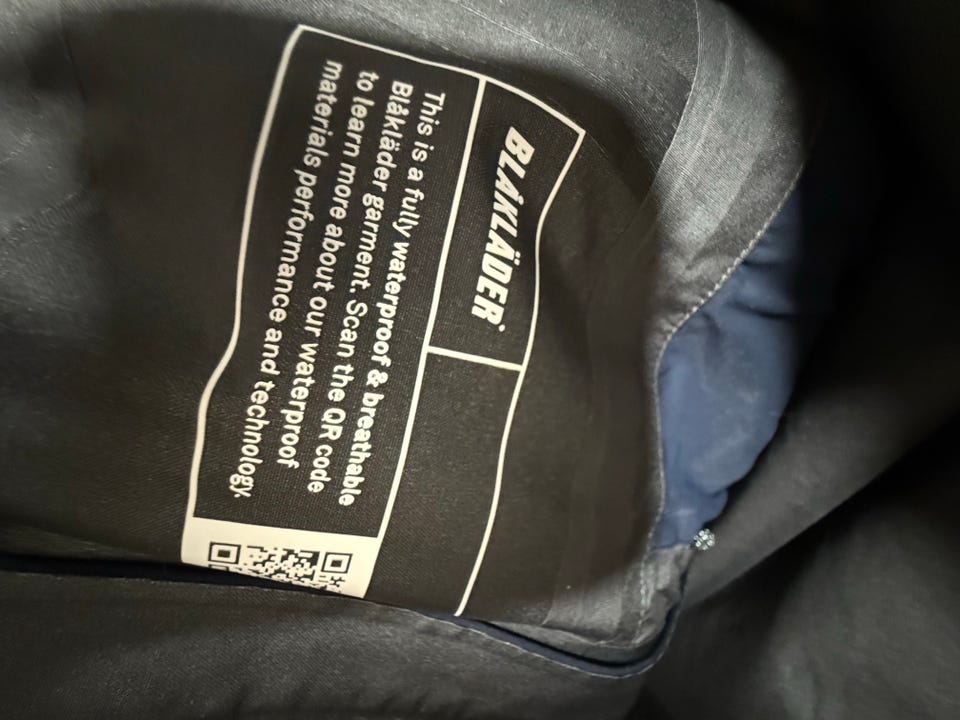 BLÅKLÄDER®
This is a fully waterproof & breathable
Blåkläder garment. Scan the QR code
to learn more about our waterproof
materials performance and technology.